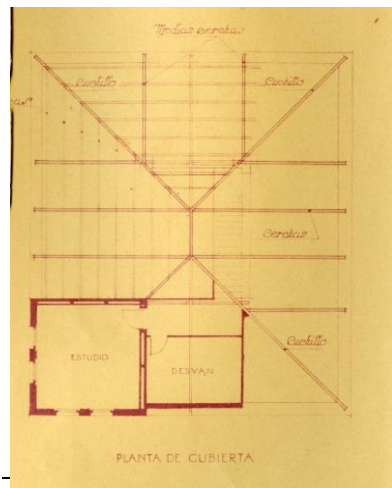 Medias cerchas
Cuchillo
Cuchillo
Cerchas
Cuchillo
ESTUDIO
DESVAN
PLANTA DE CUBIERTA